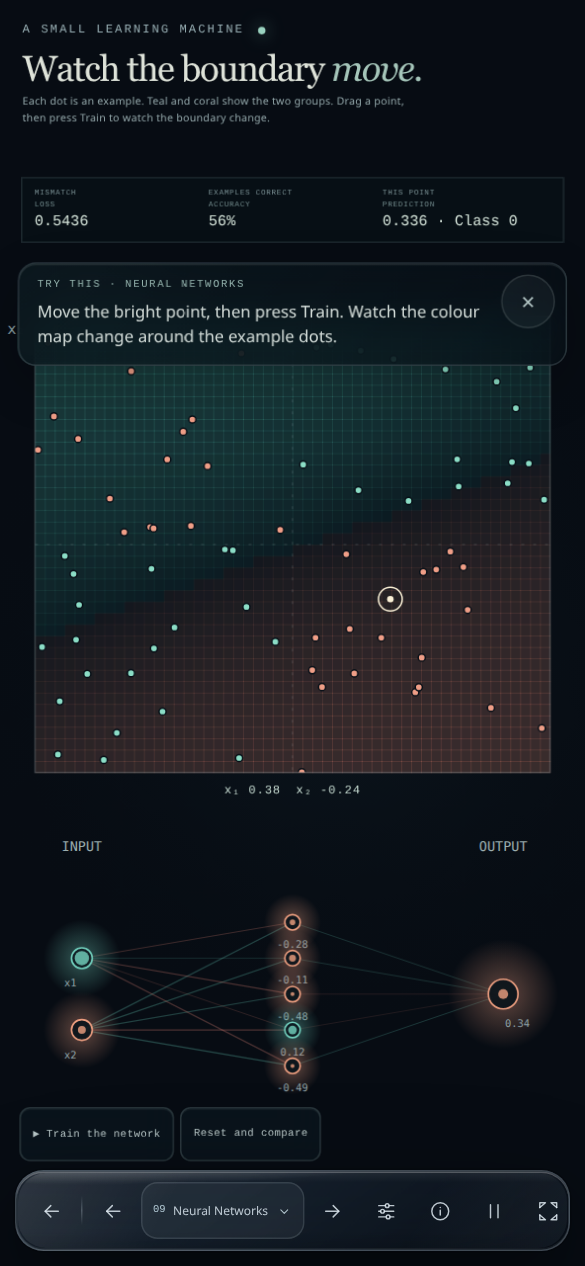 A SMALL LEARNING MACHINE
Watch the boundary move.
Each dot is an example. Teal and coral show the two groups. Drag a point,
then press Train to watch the boundary change.
MISMATCH
LOSS
0.5436
EXAMPLES CORRECT
ACCURACY
56%
THIS POINT
PREDICTION
0.336 · Class 0
TRY THIS · NEURAL NETWORKS
Move the bright point, then press Train. Watch the colour
map change around the example dots.
x
x₁ 0.38 x₂ -0.24
INPUT
OUTPUT
x1
x2
-0.28
-0.11
-0.48
0.12
-0.49
0.34
▶ Train the network
Reset and compare
09 Neural Networks